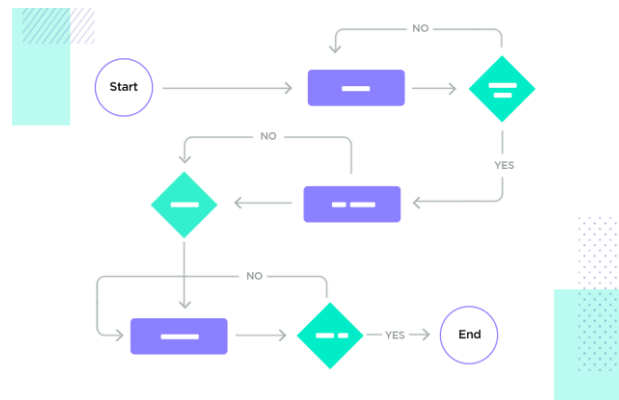 NO
Start
YES
NO
NO
YES
End